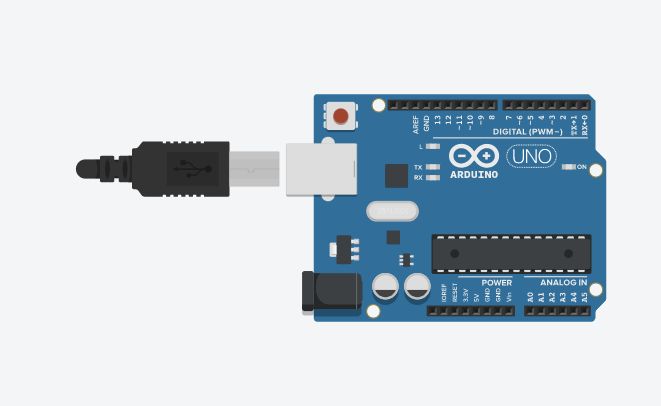 AREF
GND
13
12
~11
~10
~9
8
7
~6
~5
4
~3
2
TX→1
RX←0
DIGITAL (PWM~)
L
TX
RX
UNO
ON
ARDUINO
POWER
ANALOG IN
IOREF
RESET
3.3V
5V
GND
GND
Vin
A0
A1
A2
A3
A4
A5